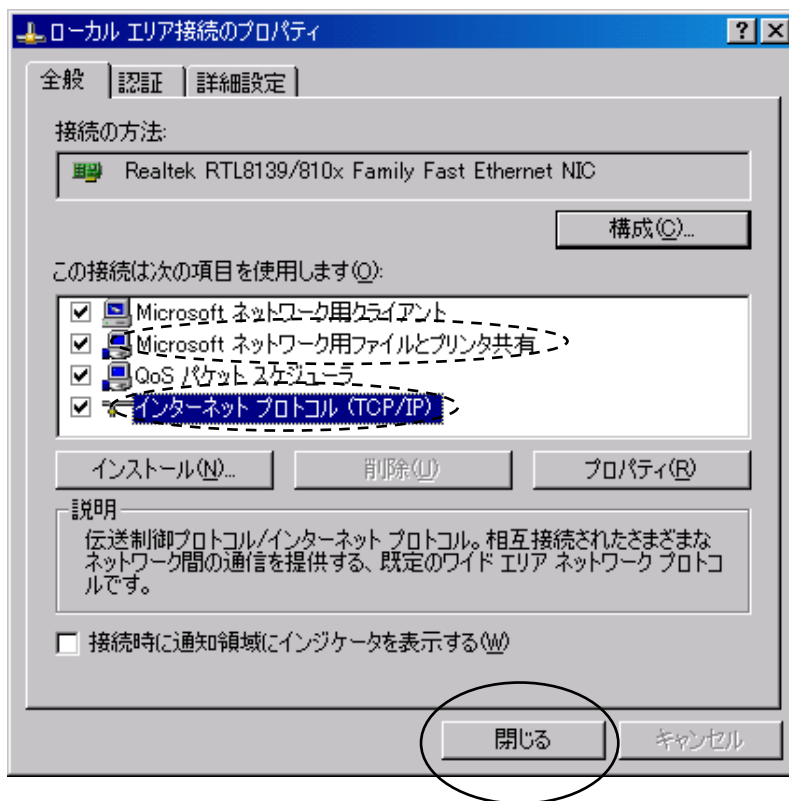 ローカル エリア接続のプロパティ
全般 認証 詳細設定
接続の方法:
Realtek RTL8139/810x Family Fast Ethernet NIC
構成(C)...
この接続は次の項目を使用します(O):
Microsoft ネットワーク用クライアント
Microsoft ネットワーク用ファイルとプリンタ共有
QoS パケット スケジューラ
インターネット プロトコル (TCP/IP)
インストール(N)... 削除(U) プロパティ(R)
説明
伝送制御プロトコル/インターネット プロトコル。相互接続されたさまざまな
ネットワーク間の通信を提供する、既定のワイド エリア ネットワーク プロトコ
ルです。
接続時に通知領域にインジケータを表示する(W)
閉じる キャンセル